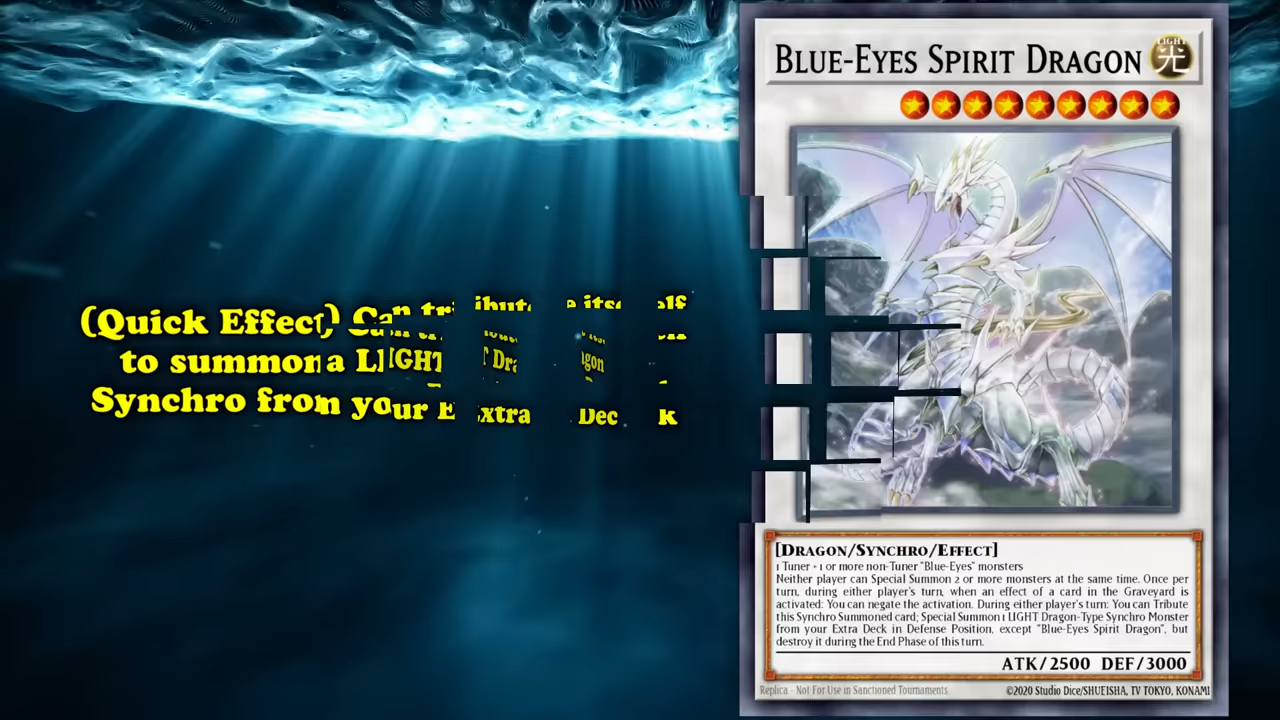 (Quick Effect) Can tribute itself
to summon a LIGHT Dragon
Synchro from your Extra Deck
BLUE-EYES SPIRIT DRAGON
LIGHT
光
[DRAGON/SYNCHRO/EFFECT]
1 Tuner + 1 or more non-Tuner "Blue-Eyes" monsters
Neither player can Special Summon 2 or more monsters at the same time. Once per
turn, during either player's turn, when an effect of a card in the Graveyard is
activated: You can negate the activation. During either player's turn: You can Tribute
this Synchro Summoned card; Special Summon 1 LIGHT Dragon-Type Synchro Monster
from your Extra Deck in Defense Position, except "Blue-Eyes Spirit Dragon", but
destroy it during the End Phase of this turn.
ATK/2500 DEF/3000
Replica - Not For Use in Sanctioned Tournaments
©2020 Studio Dice/SHUEISHA, TV TOKYO, KONAMI